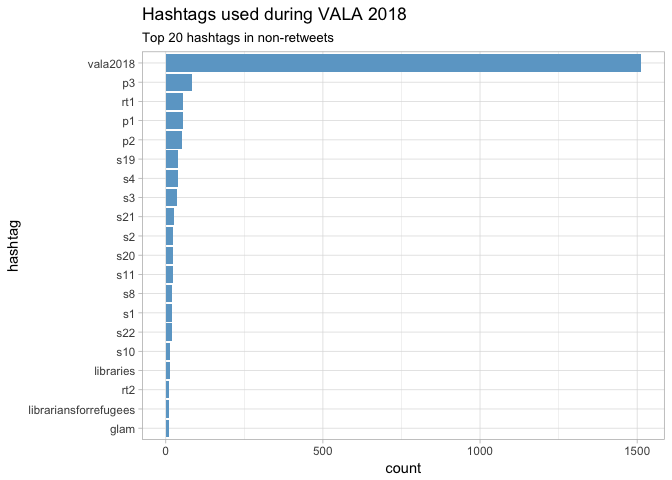 Hashtags used during VALA 2018
Top 20 hashtags in non-retweets
hashtag
vala2018
p3
rt1
p1
p2
s19
s4
s3
s21
s2
s20
s11
s8
s1
s22
s10
libraries
rt2
librariansforrefugees
glam
0 500 1000 1500
count